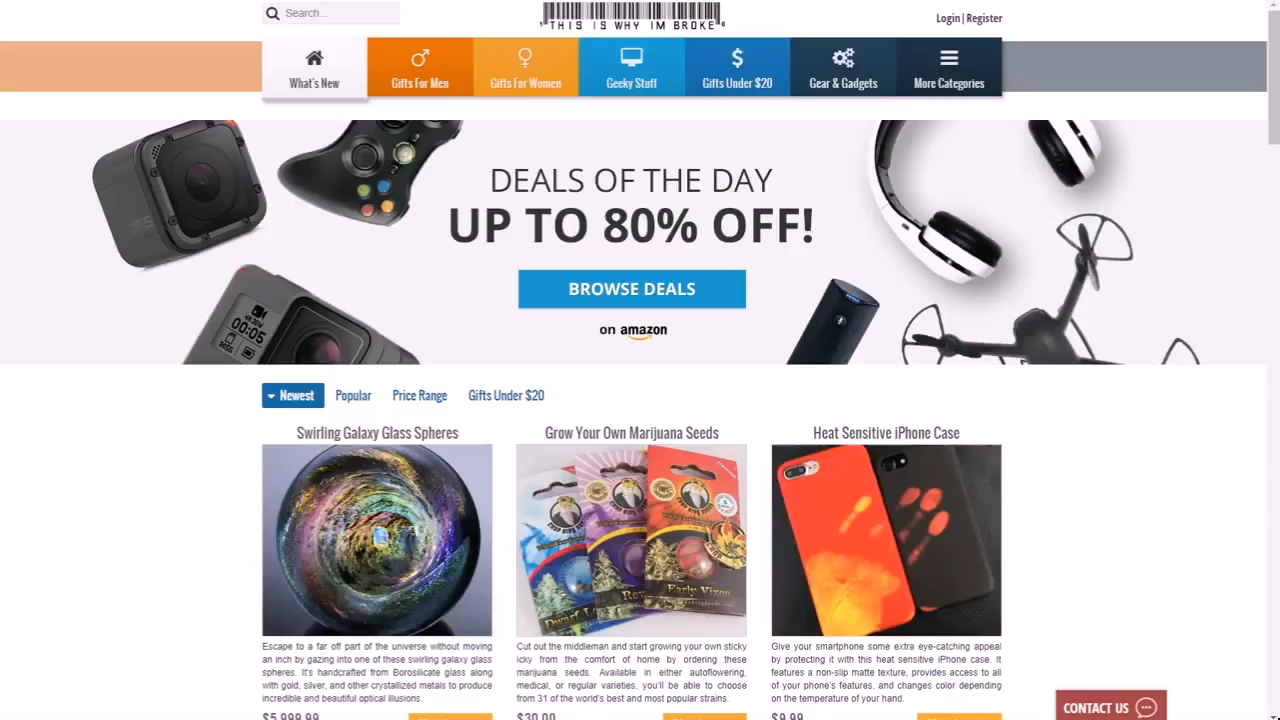 Search...
THIS IS WHY IM BROKE
Login | Register
What's New
Gifts For Men
Gifts For Women
Geeky Stuff
Gifts Under $20
Gear & Gadgets
More Categories
DEALS OF THE DAY
UP TO 80% OFF!
BROWSE DEALS
on amazon
00:05
Newest
Popular
Price Range
Gifts Under $20
Swirling Galaxy Glass Spheres
Grow Your Own Marijuana Seeds
Heat Sensitive iPhone Case
Early Vixen
Escape to a far off part of the universe without moving
an inch by gazing into one of these swirling galaxy glass
spheres. It's handcrafted from Borosilicate glass along
with gold, silver, and other crystallized metals to produce
incredible and beautiful optical illusions.
$5,999.99
Cut out the middleman and start growing your own sticky
icky from the comfort of home by ordering these
marijuana seeds. Available in either autoflowering,
medical, or regular varieties, you'll be able to choose
from 31 of the world's best and most popular strains.
$30.00
Give your smartphone some extra eye-catching appeal
by protecting it with this heat sensitive iPhone case. It
features a non-slip matte texture, provides access to all
of your phone's features, and changes color depending
on the temperature of your hand.
$9.99
CONTACT US